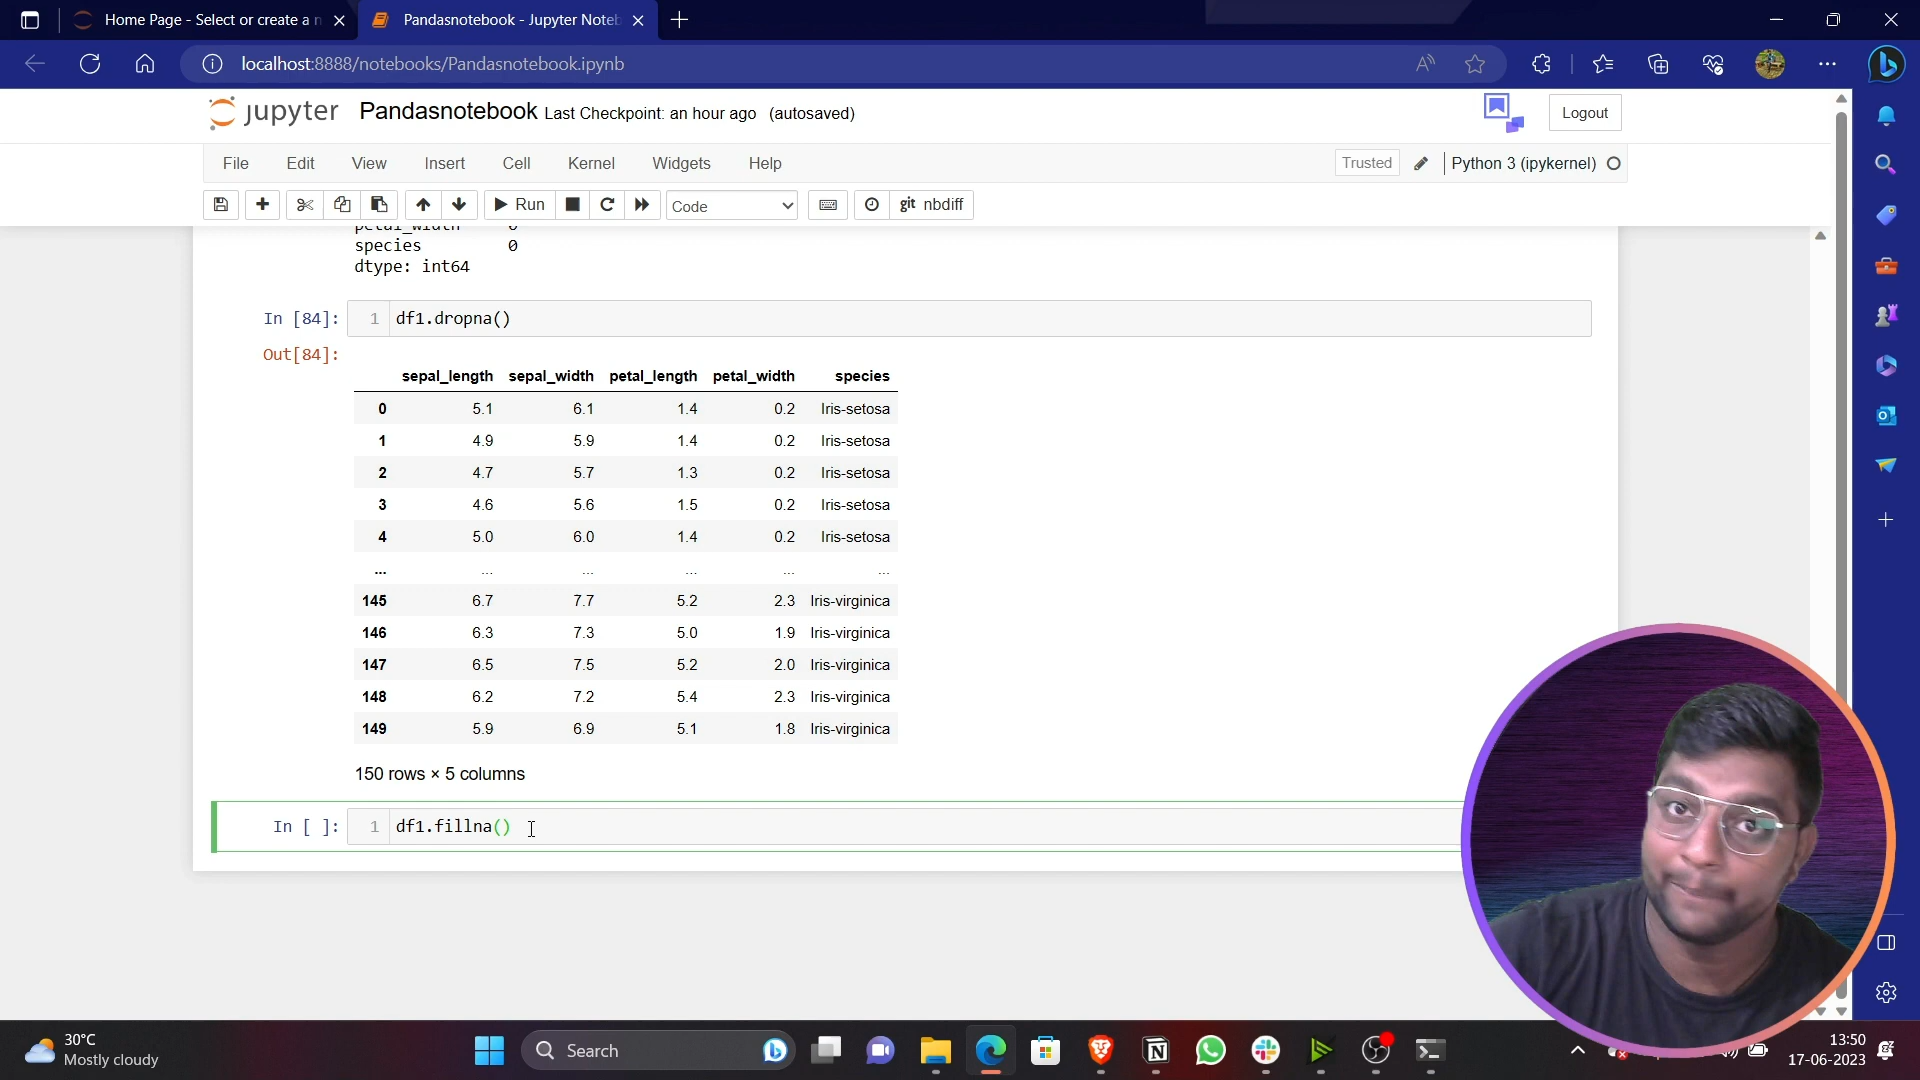 Home Page - Select or create a n
Pandasnotebook - Jupyter Noteb
localhost:8888/notebooks/Pandasnotebook.ipynb
jupyter Pandasnotebook Last Checkpoint: an hour ago (autosaved)
Logout
File Edit View Insert Cell Kernel Widgets Help
Trusted Python 3 (ipykernel)
Run Code git nbdiff
petal_width 0
species 0
dtype: int64
In [84]: 1 df1.dropna()
Out[84]:
sepal_length sepal_width petal_length petal_width species
0 5.1 6.1 1.4 0.2 Iris-setosa
1 4.9 5.9 1.4 0.2 Iris-setosa
2 4.7 5.7 1.3 0.2 Iris-setosa
3 4.6 5.6 1.5 0.2 Iris-setosa
4 5.0 6.0 1.4 0.2 Iris-setosa
... ... ... ... ... ...
145 6.7 7.7 5.2 2.3 Iris-virginica
146 6.3 7.3 5.0 1.9 Iris-virginica
147 6.5 7.5 5.2 2.0 Iris-virginica
148 6.2 7.2 5.4 2.3 Iris-virginica
149 5.9 6.9 5.1 1.8 Iris-virginica
150 rows × 5 columns
In [ ]: 1 df1.fillna()
30°C
Mostly cloudy
Search
13:50
17-06-2023